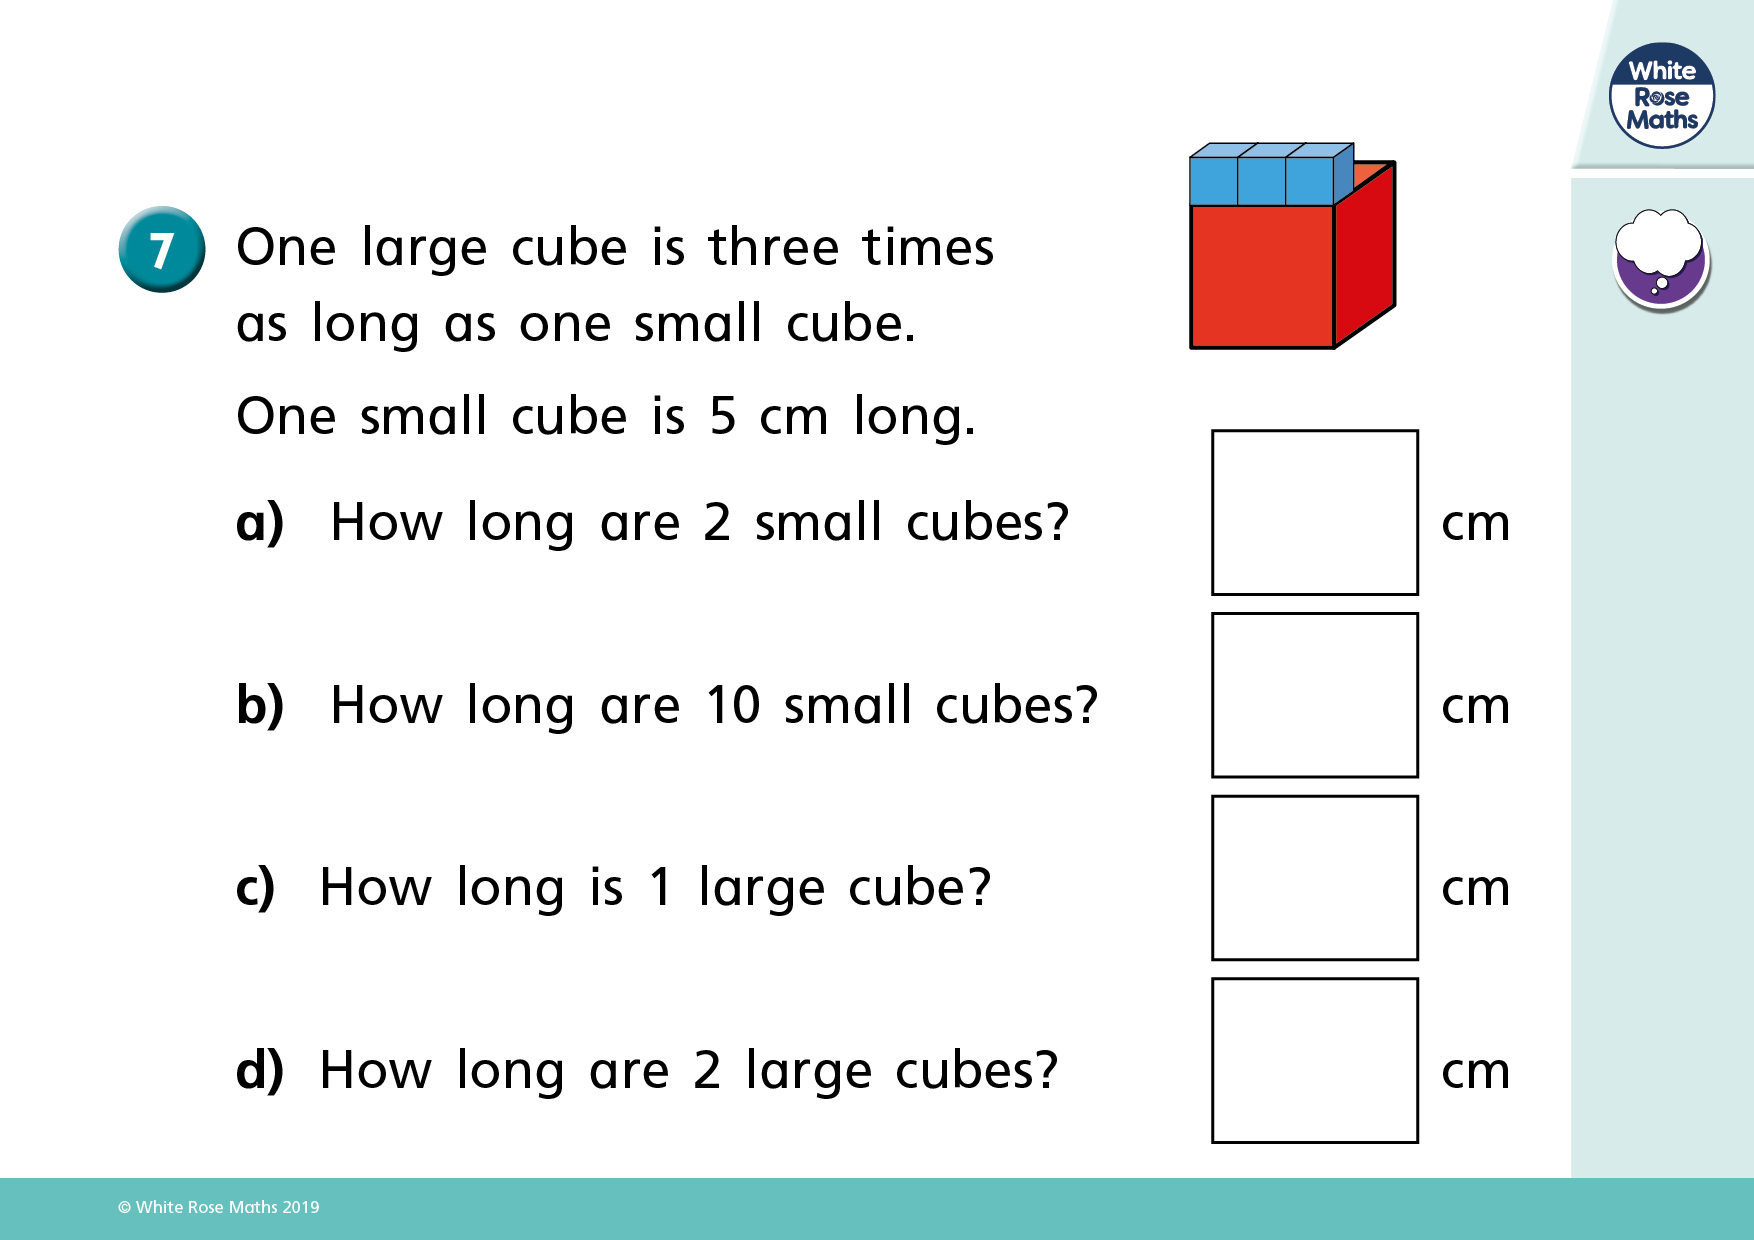 White
Rose
Maths
7
One large cube is three times
as long as one small cube.
One small cube is 5 cm long.
a) How long are 2 small cubes? cm
b) How long are 10 small cubes? cm
c) How long is 1 large cube? cm
d) How long are 2 large cubes? cm
© White Rose Maths 2019